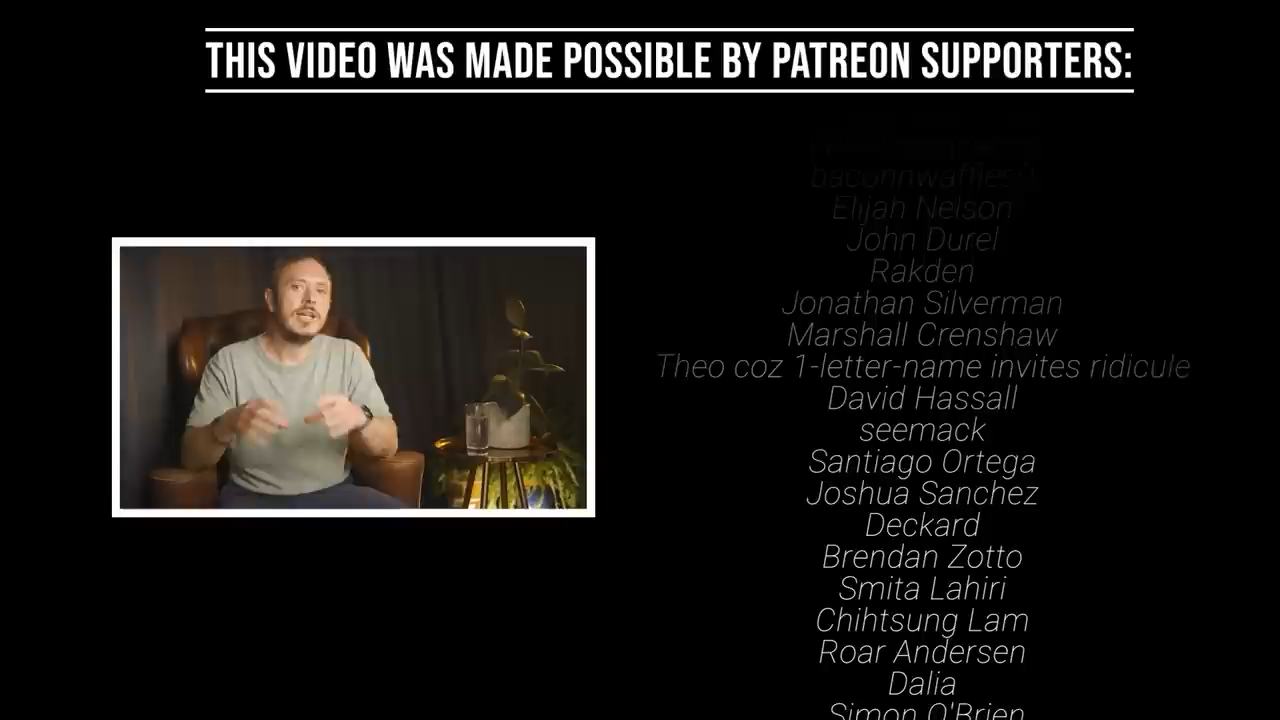 THIS VIDEO WAS MADE POSSIBLE BY PATREON SUPPORTERS:
Elijah Nelson
John Durel
Rakden
Jonathan Silverman
Marshall Crenshaw
Theo coz 1-letter-name invites ridicule
David Hassall
seemack
Santiago Ortega
Joshua Sanchez
Deckard
Brendan Zotto
Smita Lahiri
Chihtsung Lam
Roar Andersen
Dalia
Simon O'Brien